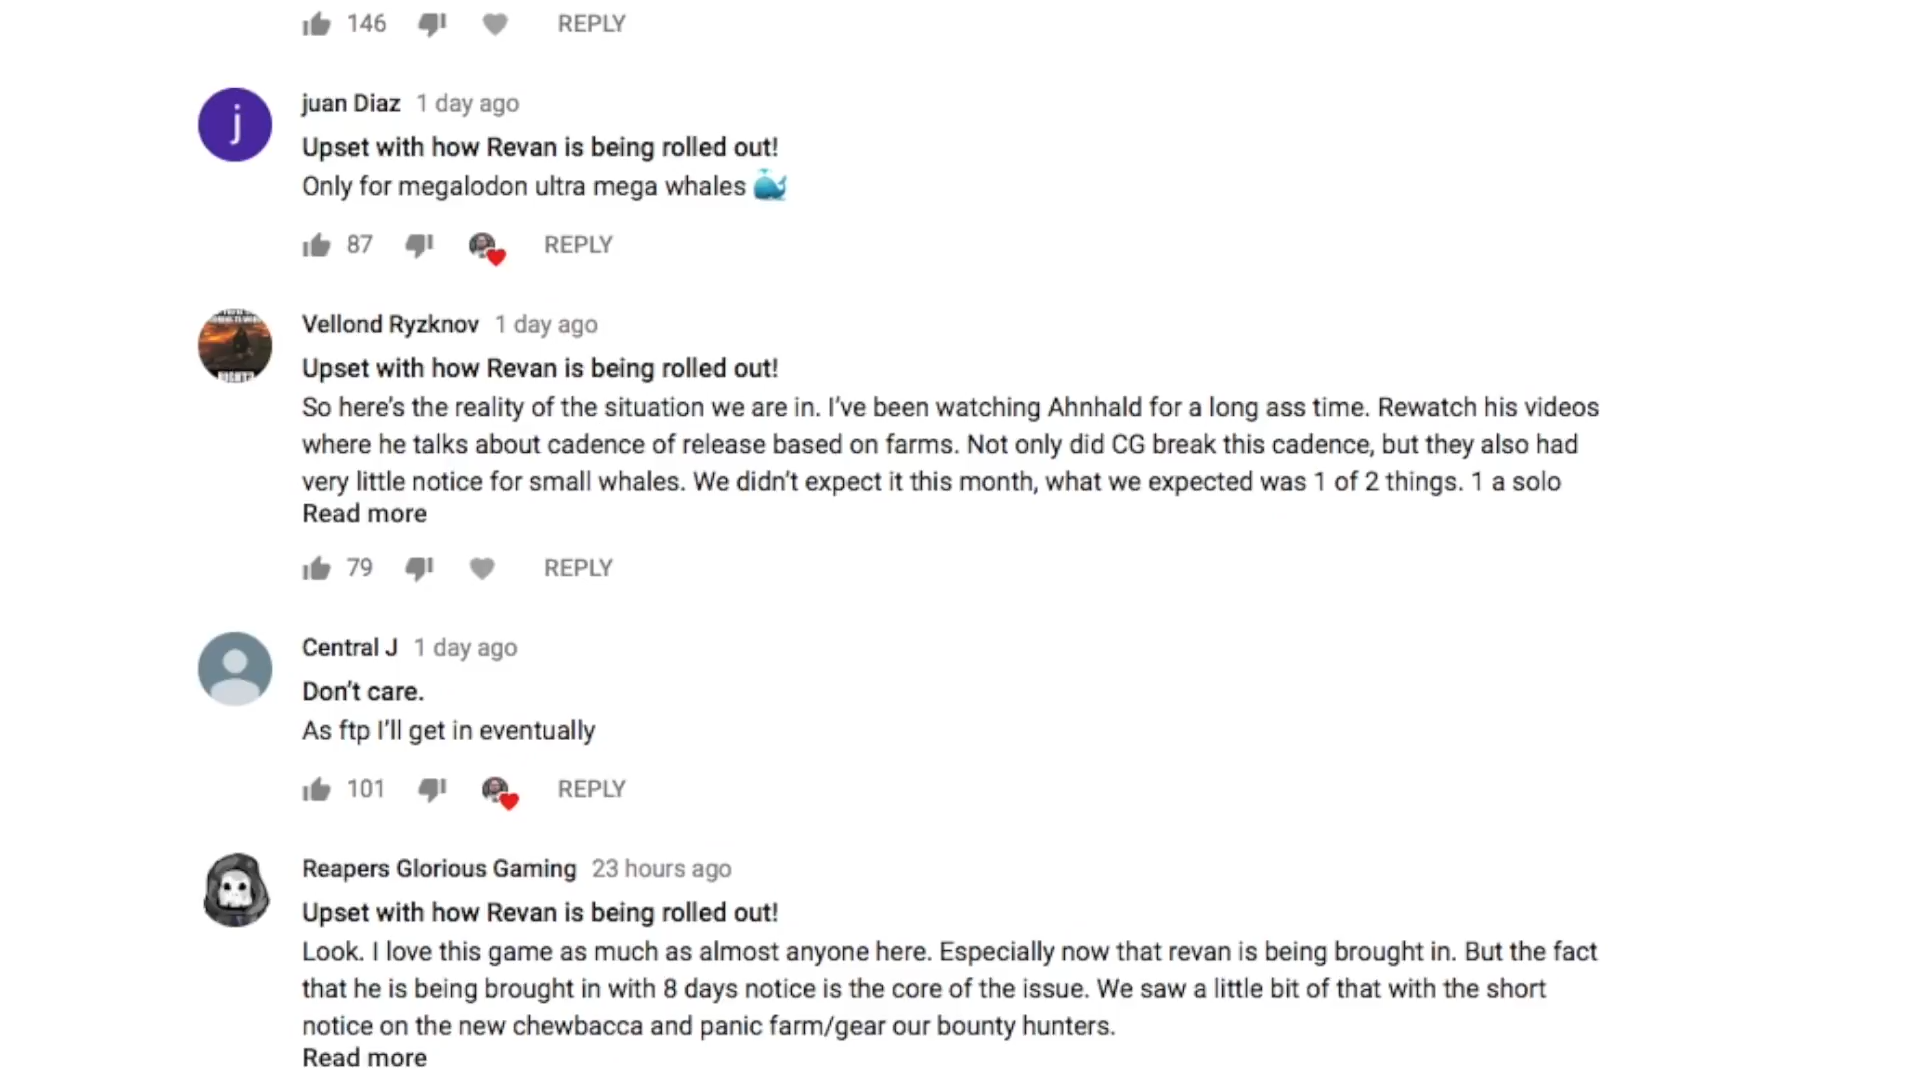 146 REPLY
juan Diaz 1 day ago
Upset with how Revan is being rolled out!
Only for megalodon ultra mega whales 🐳
87 REPLY
Vellond Ryzknov 1 day ago
Upset with how Revan is being rolled out!
So here's the reality of the situation we are in. I've been watching Ahnhald for a long ass time. Rewatch his videos
where he talks about cadence of release based on farms. Not only did CG break this cadence, but they also had
very little notice for small whales. We didn't expect it this month, what we expected was 1 of 2 things. 1 a solo
Read more
79 REPLY
Central J 1 day ago
Don't care.
As ftp I'll get in eventually
101 REPLY
Reapers Glorious Gaming 23 hours ago
Upset with how Revan is being rolled out!
Look. I love this game as much as almost anyone here. Especially now that revan is being brought in. But the fact
that he is being brought in with 8 days notice is the core of the issue. We saw a little bit of that with the short
notice on the new chewbacca and panic farm/gear our bounty hunters.
Read more